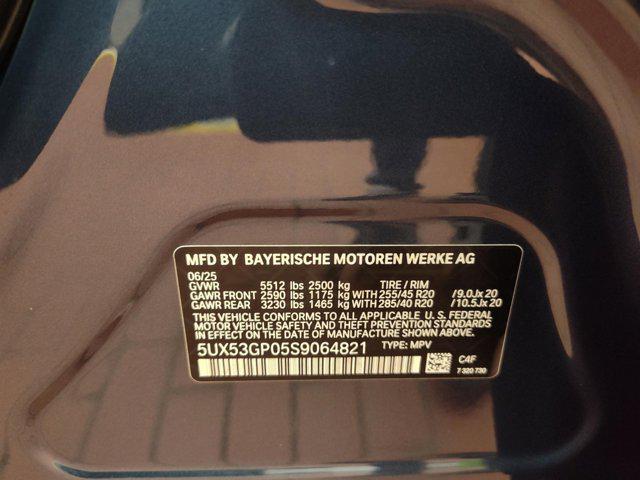 MFD BY BAYERISCHE MOTOREN WERKE AG
06/25
GVWR 5512 lbs 2500 kg TIRE / RIM
GAWR FRONT 2590 lbs 1175 kg WITH 255/45 R20 /9.0Jx 20
GAWR REAR 3230 lbs 1465 kg WITH 285/40 R20 /10.5Jx 20
THIS VEHICLE CONFORMS TO ALL APPLICABLE U. S. FEDERAL
MOTOR VEHICLE SAFETY, BUMPER, AND THEFT PREVENTION STANDARDS
IN EFFECT ON THE DATE OF MANUFACTURE SHOWN ABOVE.
5UX53GP05S9064821 TYPE: MPV
C4F
7 320 730